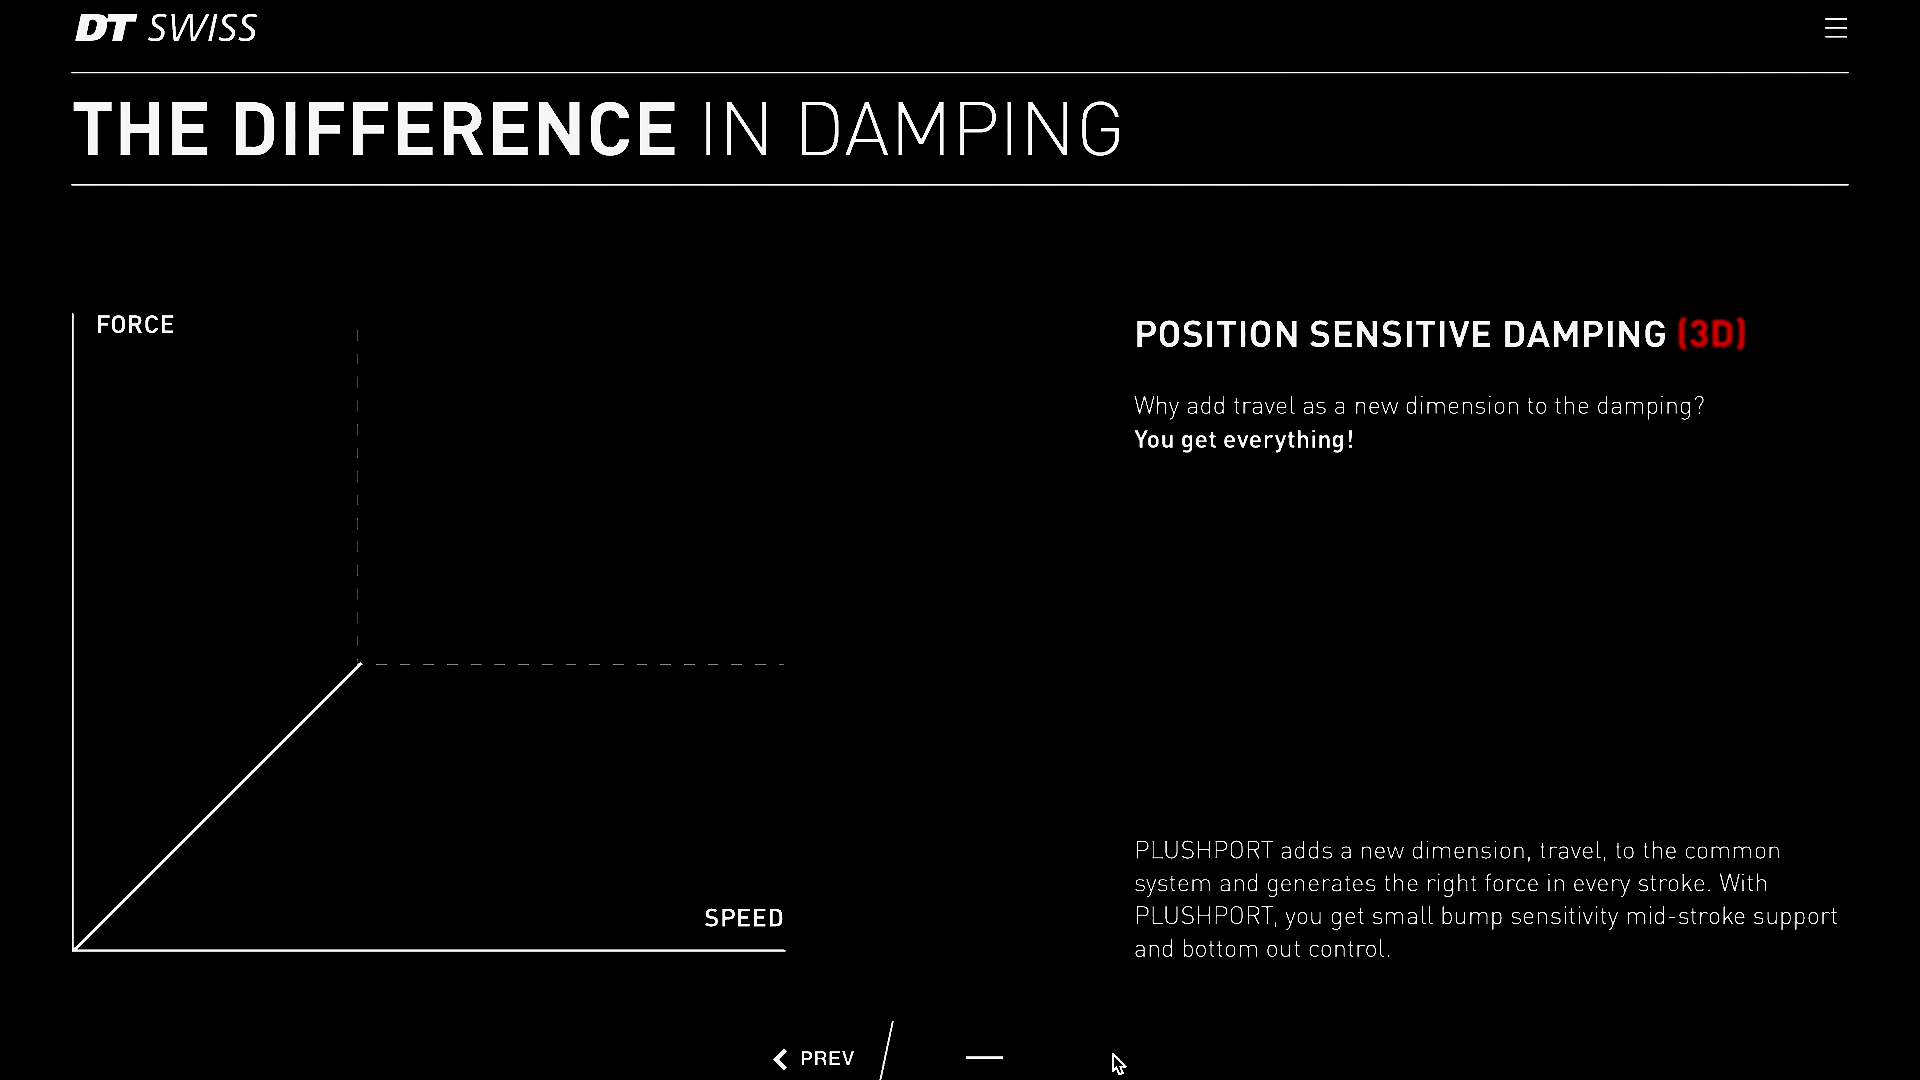 DT SWISS
THE DIFFERENCE IN DAMPING
FORCE
SPEED
POSITION SENSITIVE DAMPING (3D)
Why add travel as a new dimension to the damping?
You get everything!
PLUSHPORT adds a new dimension, travel, to the common
system and generates the right force in every stroke. With
PLUSHPORT, you get small bump sensitivity mid-stroke support
and bottom out control.
PREV